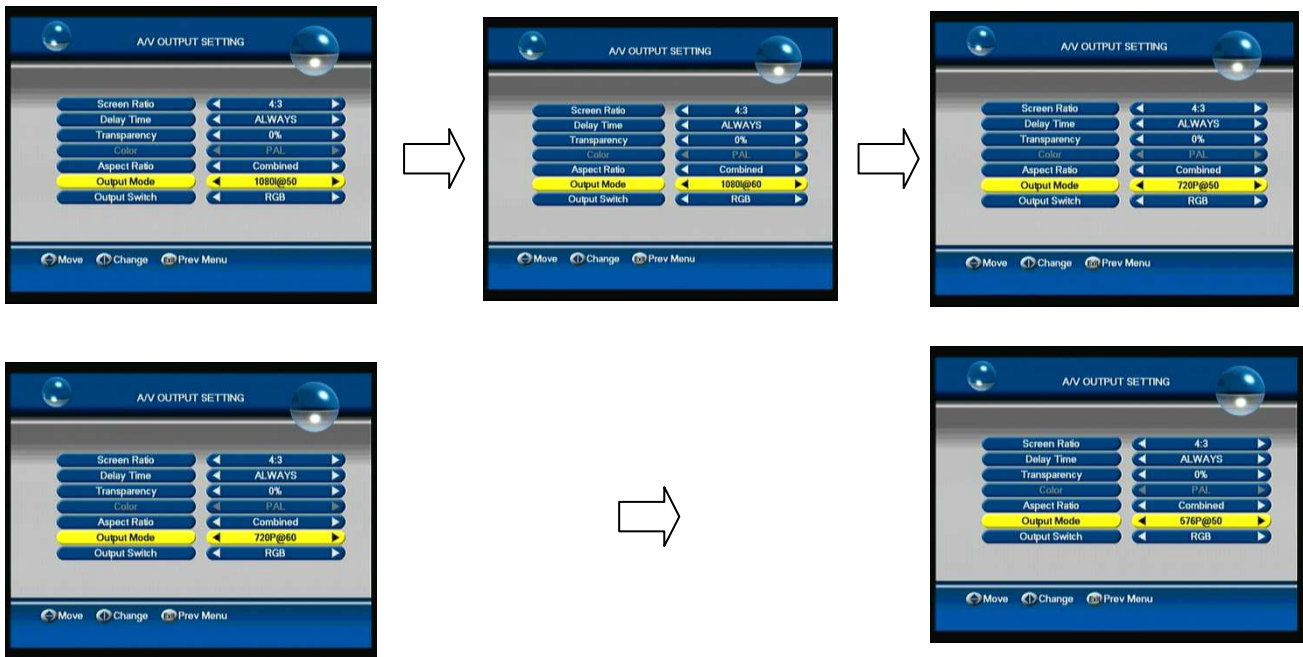 A/V OUTPUT SETTING
Screen Ratio 4:3
Delay Time ALWAYS
Transparency 0%
Color PAL
Aspect Ratio Combined
Output Mode 1080I@50
Output Switch RGB
Move Change EXIT Prev Menu
A/V OUTPUT SETTING
Screen Ratio 4:3
Delay Time ALWAYS
Transparency 0%
Color PAL
Aspect Ratio Combined
Output Mode 1080I@60
Output Switch RGB
Move Change EXIT Prev Menu
A/V OUTPUT SETTING
Screen Ratio 4:3
Delay Time ALWAYS
Transparency 0%
Color PAL
Aspect Ratio Combined
Output Mode 720P@50
Output Switch RGB
Move Change EXIT Prev Menu
A/V OUTPUT SETTING
Screen Ratio 4:3
Delay Time ALWAYS
Transparency 0%
Color PAL
Aspect Ratio Combined
Output Mode 720P@60
Output Switch RGB
Move Change EXIT Prev Menu
A/V OUTPUT SETTING
Screen Ratio 4:3
Delay Time ALWAYS
Transparency 0%
Color PAL
Aspect Ratio Combined
Output Mode 576P@50
Output Switch RGB
Move Change EXIT Prev Menu